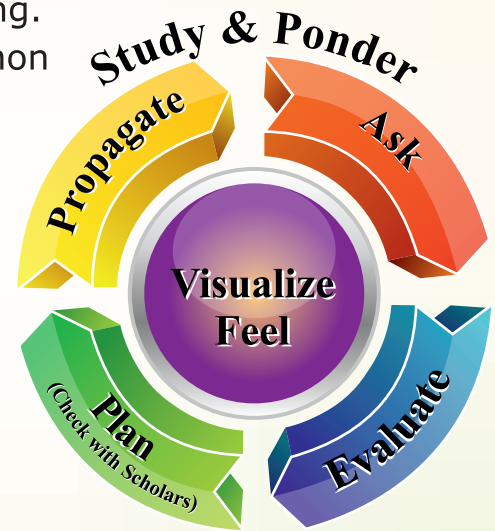 ng.
non
Study & Ponder
Ask
Evaluate
Plan
(Check with Scholars)
Propagate
Visualize
Feel